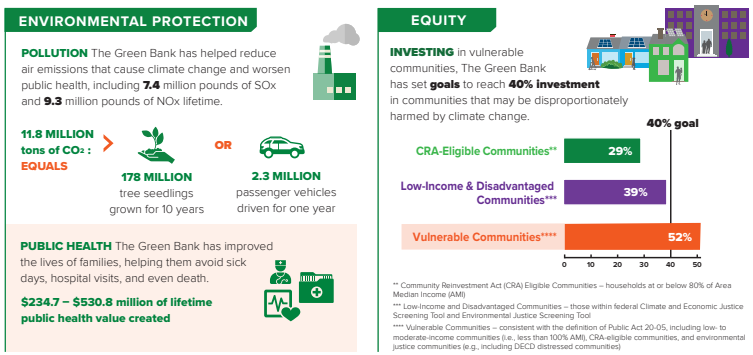 ENVIRONMENTAL PROTECTION
POLLUTION The Green Bank has helped reduce
air emissions that cause climate change and worsen
public health, including 7.4 million pounds of SOx
and 9.3 million pounds of NOx lifetime.
11.8 MILLION
tons of CO₂ :
EQUALS
178 MILLION
tree seedlings
grown for 10 years
OR
2.3 MILLION
passenger vehicles
driven for one year
PUBLIC HEALTH The Green Bank has improved
the lives of families, helping them avoid sick
days, hospital visits, and even death.
$234.7 – $530.8 million of lifetime
public health value created
EQUITY
INVESTING in vulnerable
communities, The Green Bank
has set goals to reach 40% investment
in communities that may be disproportionately
harmed by climate change.
40% goal
CRA-Eligible Communities**
29%
Low-Income & Disadvantaged
Communities***
39%
Vulnerable Communities****
52%
0 10 20 30 40 50
** Community Reinvestment Act (CRA) Eligible Communities – households at or below 80% of Area
Median Income (AMI)
*** Low-Income and Disadvantaged Communities – those within federal Climate and Economic Justice
Screening Tool and Environmental Justice Screening Tool
**** Vulnerable Communities – consistent with the definition of Public Act 20-05, including low- to
moderate-income communities (i.e., less than 100% AMI), CRA-eligible communities, and environmental
justice communities (e.g., including DECD distressed communities)